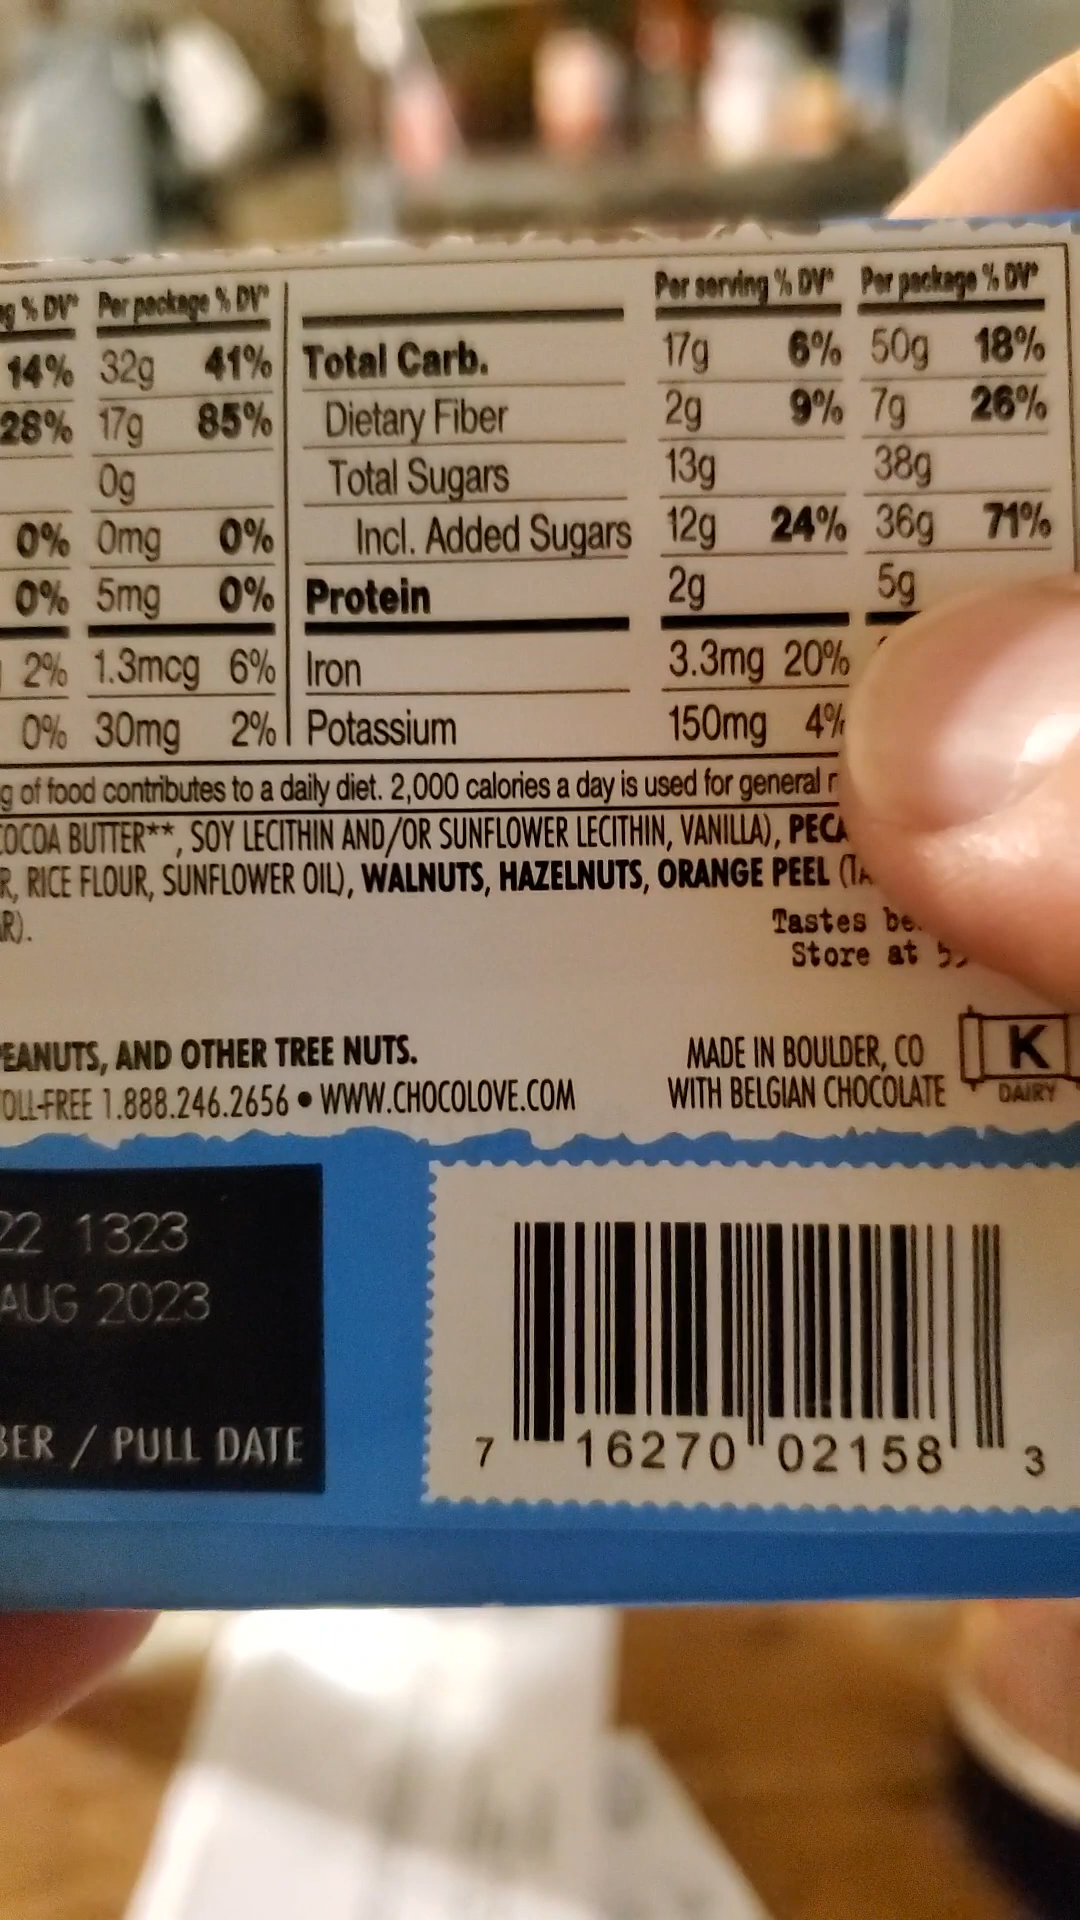 % DV* Per package % DV*
Per serving % DV* Per package % DV*
14% 32g 41% Total Carb. 17g 6% 50g 18%
28% 17g 85% Dietary Fiber 2g 9% 7g 26%
0g Total Sugars 13g 38g
0% 0mg 0% Incl. Added Sugars 12g 24% 36g 71%
0% 5mg 0% Protein 2g 5g
2% 1.3mcg 6% Iron 3.3mg 20%
0% 30mg 2% Potassium 150mg 4%
of food contributes to a daily diet. 2,000 calories a day is used for general
COCOA BUTTER**, SOY LECITHIN AND/OR SUNFLOWER LECITHIN, VANILLA), PECA
R, RICE FLOUR, SUNFLOWER OIL), WALNUTS, HAZELNUTS, ORANGE PEEL
R).
Tastes
Store at
PEANUTS, AND OTHER TREE NUTS.
TOLL-FREE 1.888.246.2656 • WWW.CHOCOLOVE.COM
MADE IN BOULDER, CO
WITH BELGIAN CHOCOLATE
K
DAIRY
22 1323
AUG 2023
BER / PULL DATE
7 16270 02158 3